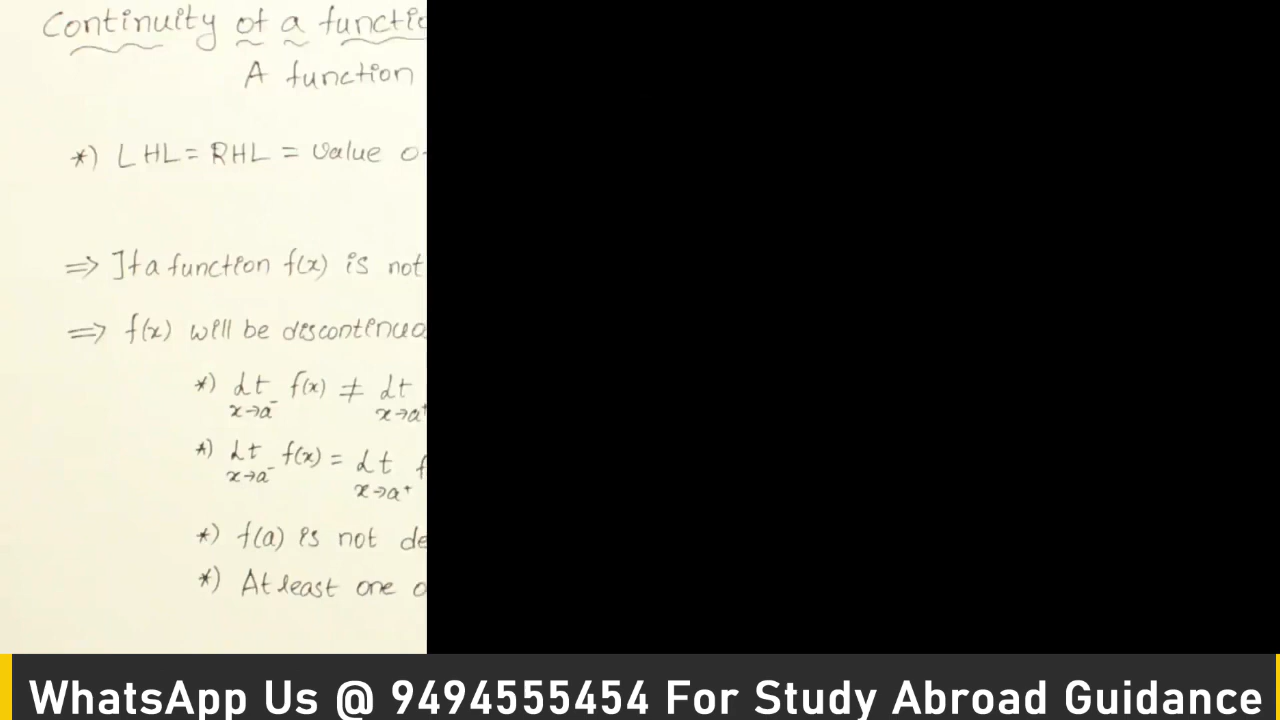 Continuity of a functio
A function
*) LHL = RHL = value o
=> If a function f(x) is not
=> f(x) will be discontinuo
*) Lt x→a⁻ f(x) ≠ Lt x→a⁺
*) Lt x→a⁻ f(x) = Lt x→a⁺ f
*) f(a) is not de
*) Atleast one o
WhatsApp Us @ 9494555454 For Study Abroad Guidance